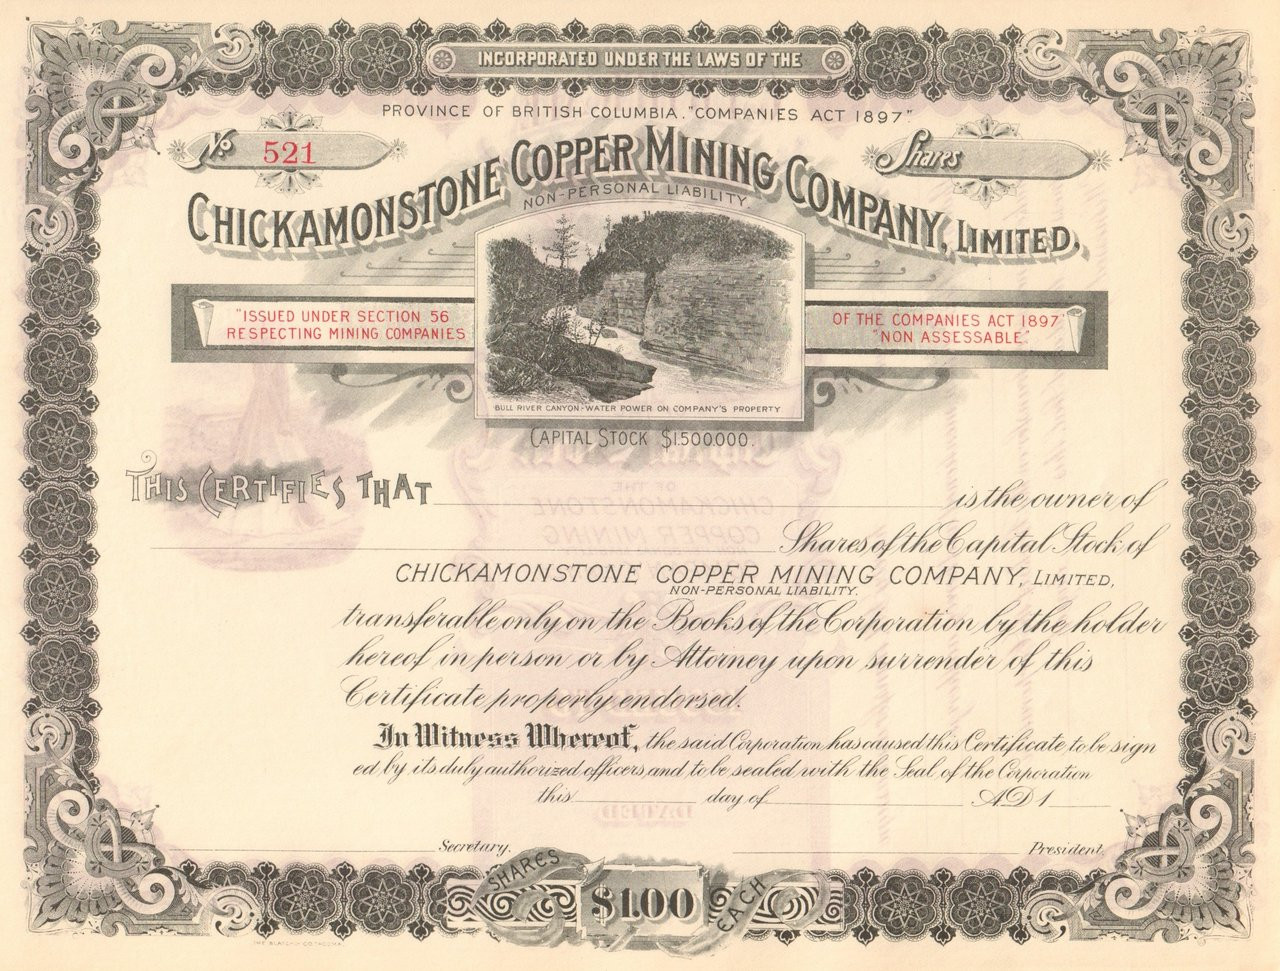 INCORPORATED UNDER THE LAWS OF THE
PROVINCE OF BRITISH COLUMBIA. "COMPANIES ACT 1897"
No. 521
Shares
CHICKAMONSTONE COPPER MINING COMPANY, LIMITED.
NON-PERSONAL LIABILITY
"ISSUED UNDER SECTION 56
RESPECTING MINING COMPANIES
OF THE COMPANIES ACT 1897"
"NON ASSESSABLE"
BULL RIVER CANYON-WATER POWER ON COMPANY'S PROPERTY
CAPITAL STOCK $1.500.000.
THIS CERTIFIES THAT is the owner of
Shares of the Capital Stock of
CHICKAMONSTONE COPPER MINING COMPANY, LIMITED,
NON-PERSONAL LIABILITY.
transferable only on the Books of the Corporation by the holder
hereof in person or by Attorney upon surrender of this
Certificate properly endorsed.
In Witness Whereof, the said Corporation has caused this Certificate to be sign
ed by its duly authorized officers and to be sealed with the Seal of the Corporation
this day of A.D. 1
Secretary. President.
SHARES $1.00 EACH